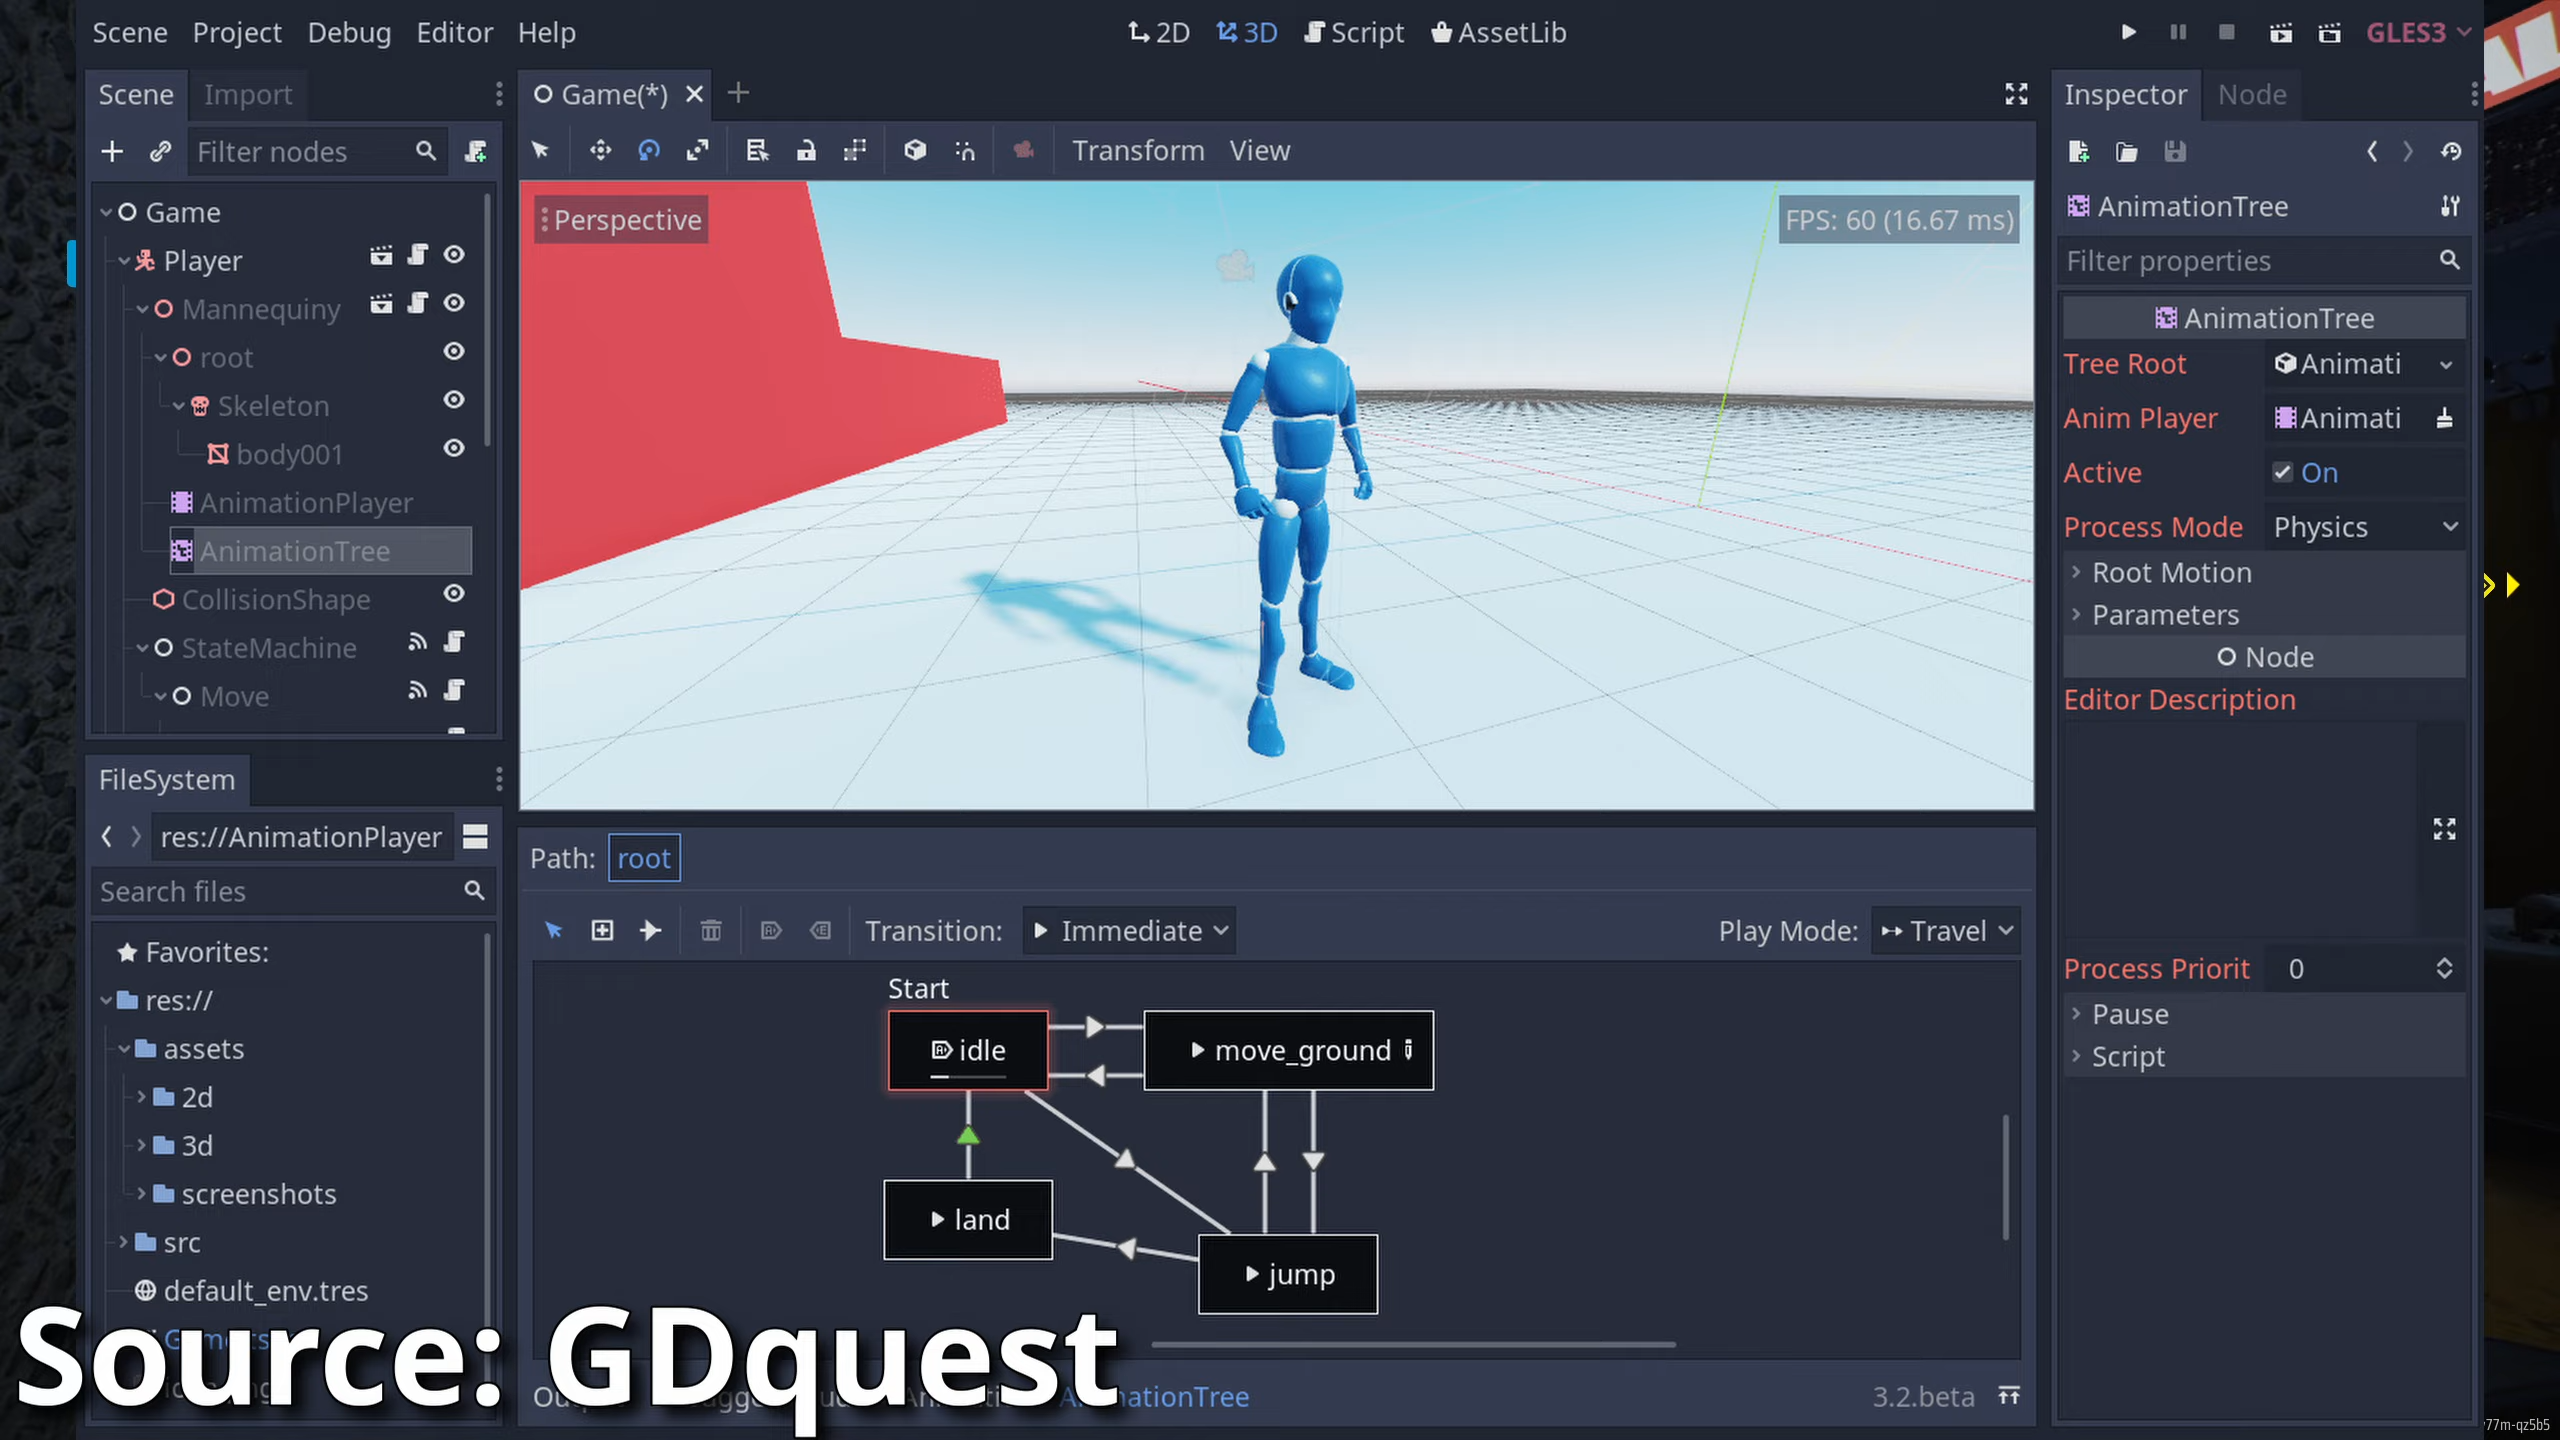 Scene Project Debug Editor Help
2D 3D Script AssetLib
GLES3
Scene Import
Filter nodes
Game
Player
Mannequiny
root
Skeleton
body001
AnimationPlayer
AnimationTree
CollisionShape
StateMachine
Move
FileSystem
res://AnimationPlayer
Search files
Favorites:
res://
assets
2d
3d
screenshots
src
default_env.tres
Game(*)
Transform View
Perspective
FPS: 60 (16.67 ms)
Path: root
Transition: Immediate
Play Mode: Travel
Start
idle
move_ground
land
jump
AnimationTree
3.2.beta
Inspector Node
AnimationTree
Filter properties
AnimationTree
Tree Root Animati
Anim Player Animati
Active On
Process Mode Physics
Root Motion
Parameters
Node
Editor Description
Process Priorit 0
Pause
Script
Source: GDquest
77m-qz5b5